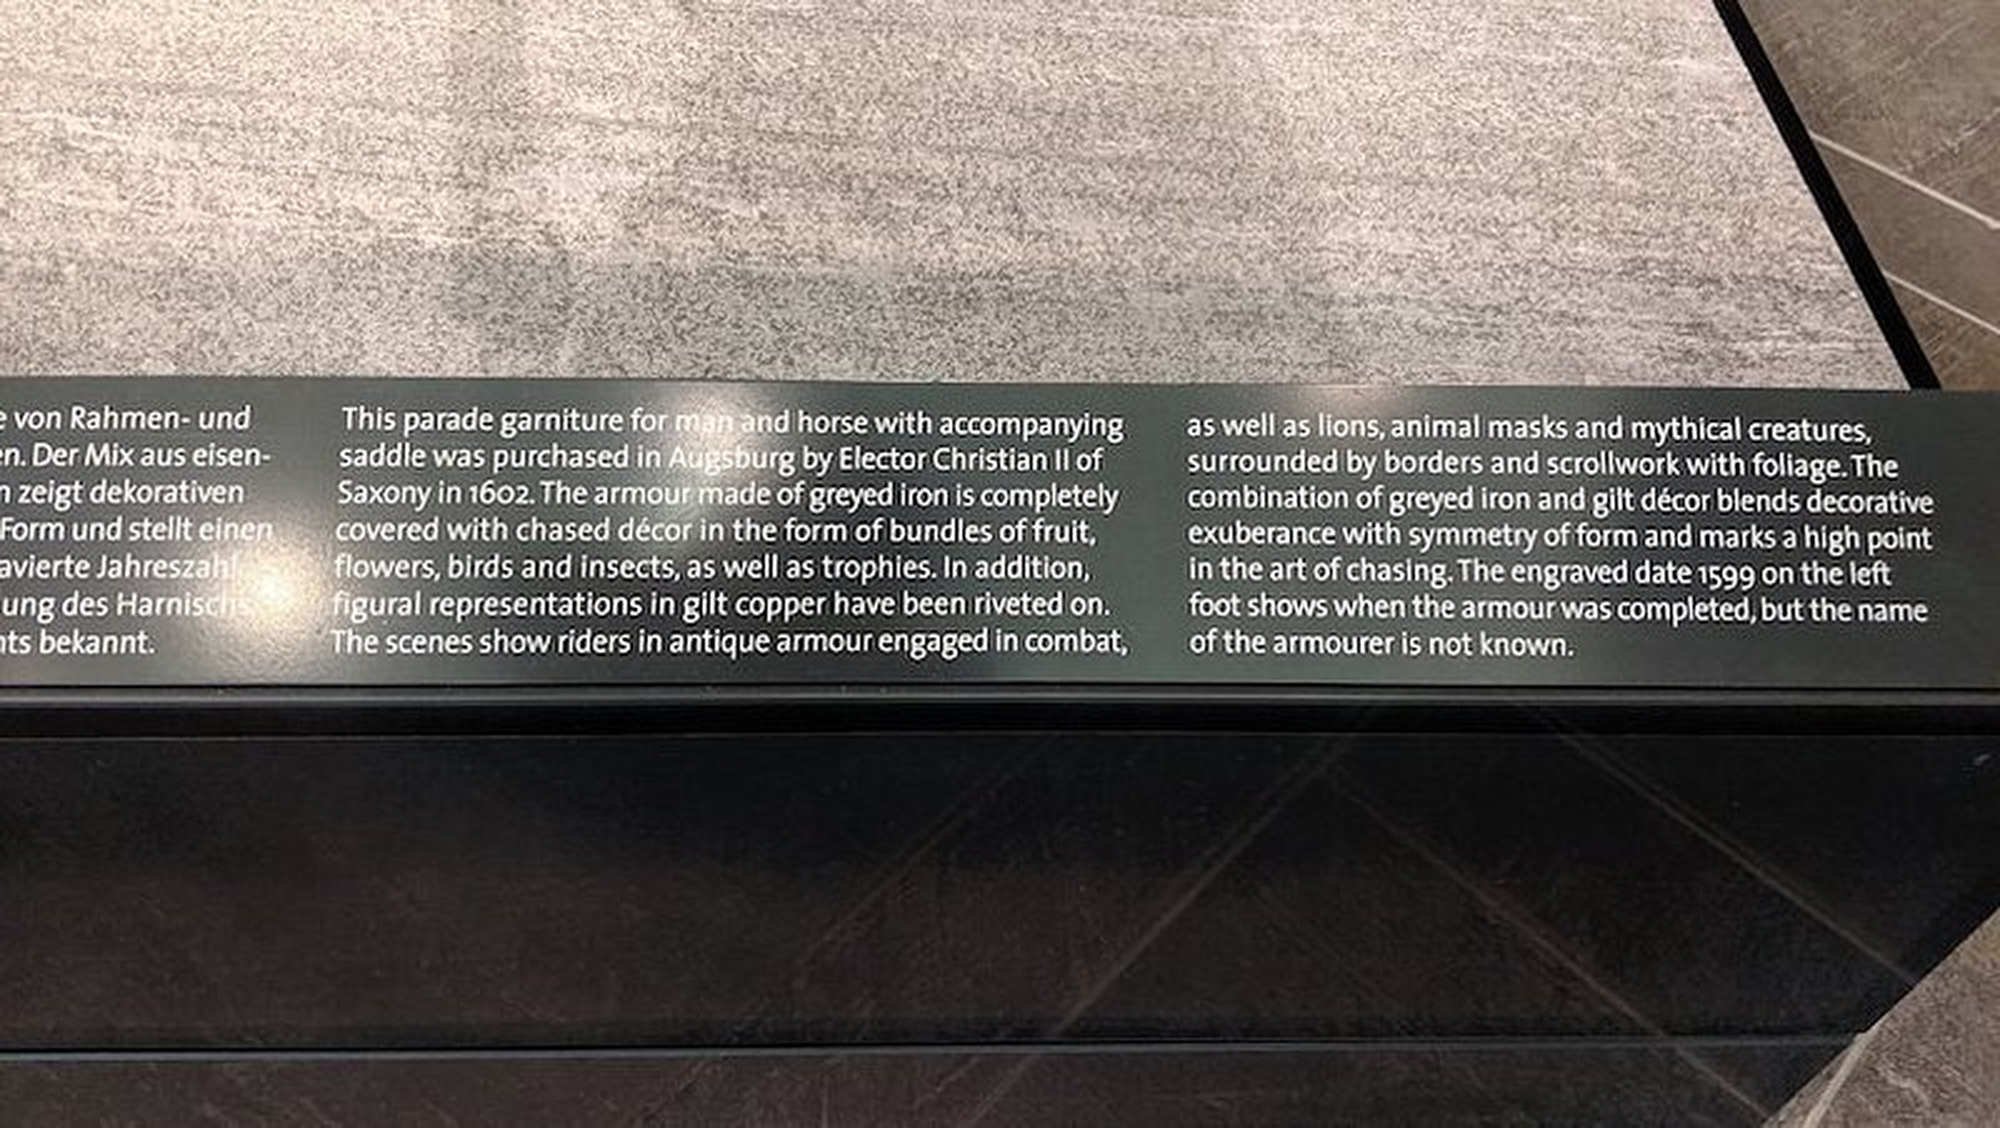 e von Rahmen- und
en. Der Mix aus eisen-
n zeigt dekorativen
Form und stellt einen
avierte Jahreszahl
ung des Harnischs
nts bekannt.
This parade garniture for man and horse with accompanying
saddle was purchased in Augsburg by Elector Christian II of
Saxony in 1602. The armour made of greyed iron is completely
covered with chased décor in the form of bundles of fruit,
flowers, birds and insects, as well as trophies. In addition,
figural representations in gilt copper have been riveted on.
The scenes show riders in antique armour engaged in combat,
as well as lions, animal masks and mythical creatures,
surrounded by borders and scrollwork with foliage. The
combination of greyed iron and gilt décor blends decorative
exuberance with symmetry of form and marks a high point
in the art of chasing. The engraved date 1599 on the left
foot shows when the armour was completed, but the name
of the armourer is not known.